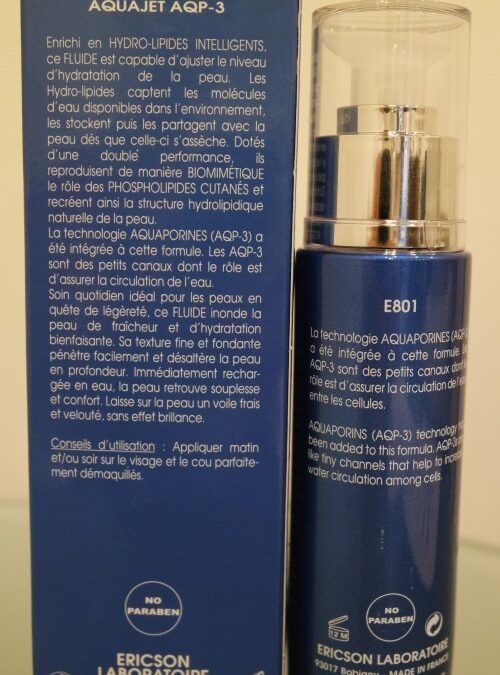 AQUAJET AQP-3
Enrichi en HYDRO-LIPIDES INTELLIGENTS,
ce FLUIDE est capable d'ajuster le niveau
d'hydratation de la peau. Les
Hydro-lipides captent les molécules
d'eau disponibles dans l'environnement,
les stockent puis les partagent avec la
peau dès que celle-ci s'assèche. Dotés
d'une double performance, ils
reproduisent de manière BIOMIMÉTIQUE
le rôle des PHOSPHOLIPIDES CUTANÉS et
recréent ainsi la structure hydrolipidique
naturelle de la peau.
La technologie AQUAPORINES (AQP-3) a
été intégrée à cette formule. Les AQP-3
sont des petits canaux dont le rôle est
d'assurer la circulation de l'eau.
Soin quotidien idéal pour les peaux en
quête de légèreté, ce FLUIDE inonde la
peau de fraîcheur et d'hydratation
bienfaisante. Sa texture fine et fondante
pénètre facilement et désaltère la peau
en profondeur. Immédiatement rechar-
gée en eau, la peau retrouve souplesse
et confort. Laisse sur la peau un voile frais
et velouté, sans effet brillance.
Conseils d'utilisation : Appliquer matin
et/ou soir sur le visage et le cou parfaite-
ment démaquillés.
NO
PARABEN
ERICSON
LABORATOIRE
E801
La technologie AQUAPORINES (AQP-
a été intégrée à cette formule.
AQP-3 sont des petits canaux dont
rôle est d'assurer la circulation de l'eau
entre les cellules.
AQUAPORINS (AQP-3) technology
been added to this formula. AQP-3s
like tiny channels that help to increase
water circulation among cells.
12 M
NO
PARABEN
ERICSON LABORATOIRE
93017 Bobigny - MADE IN FRANCE